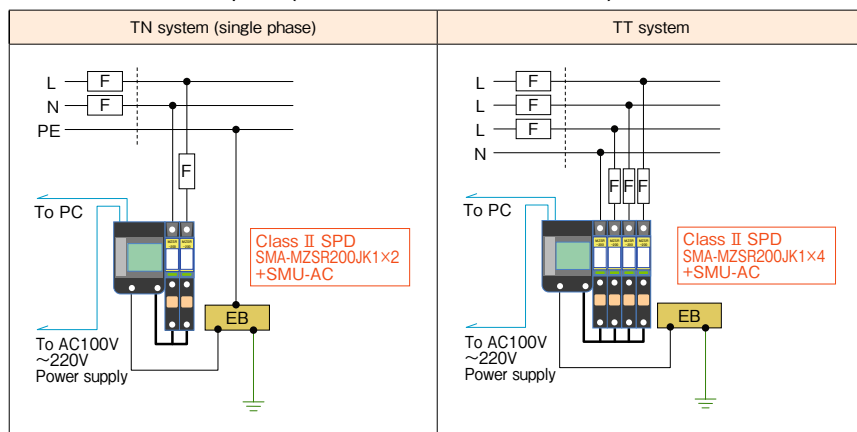 TN system (single phase)
TT system
L
F
N
F
PE
F
To PC
Class Ⅱ SPD
SMA-MZSR200JK1×2
+SMU-AC
EB
To AC100V
～220V
Power supply
L
F
L
F
L
F
N
F
F
F
To PC
Class Ⅱ SPD
SMA-MZSR200JK1×4
+SMU-AC
EB
To AC100V
～220V
Power supply